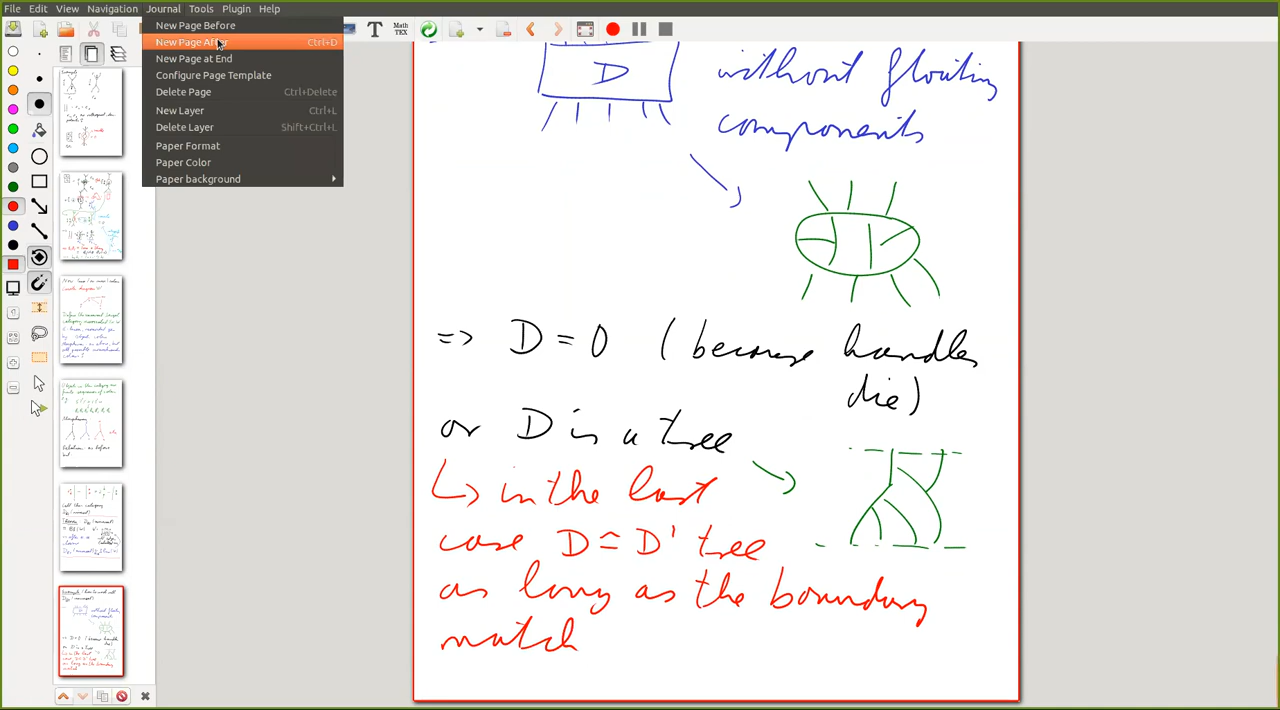 File Edit View Navigation Journal Tools Plugin Help
New Page Before
New Page After Ctrl+D
New Page at End
Configure Page Template
Delete Page Ctrl+Delete
New Layer Ctrl+L
Delete Layer Shift+Ctrl+L
Paper Format
Paper Color
Paper background
T
Math
TEX
D
without floating
components
=> D = 0 (because handles
die)
or D is a tree
↳ in the last
case D = D' tree
as long as the boundary
match